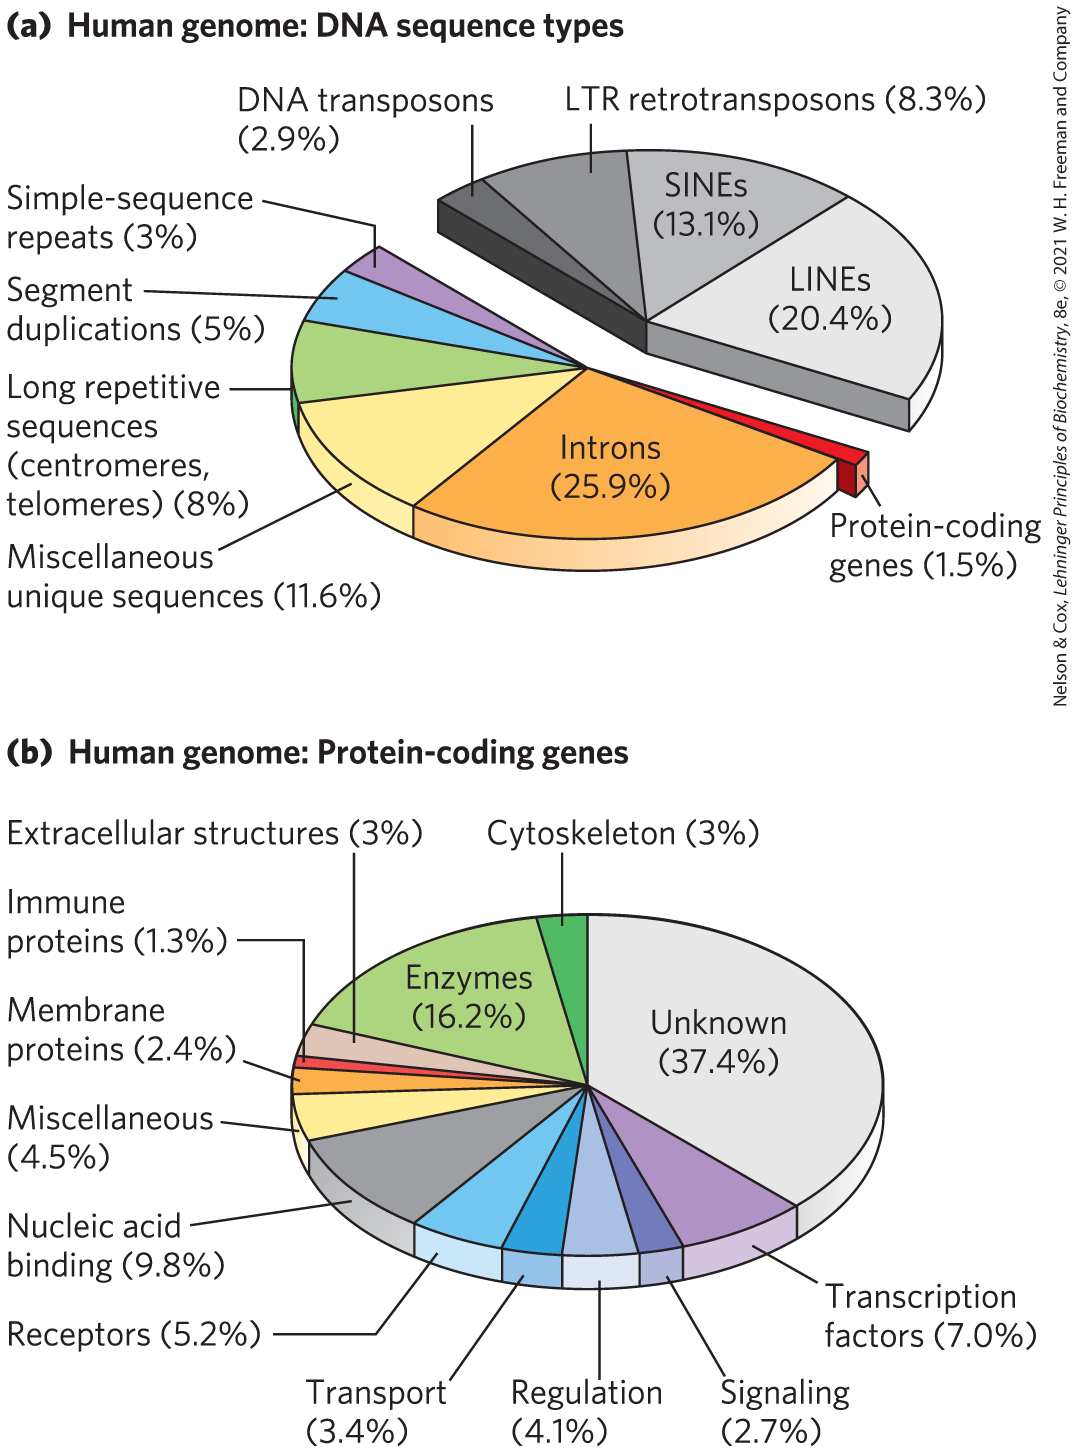 (a) Human genome: DNA sequence types
DNA transposons
(2.9%)
LTR retrotransposons (8.3%)
SINEs
(13.1%)
LINEs
(20.4%)
Simple-sequence
repeats (3%)
Segment
duplications (5%)
Long repetitive
sequences
(centromeres,
telomeres) (8%)
Miscellaneous
unique sequences (11.6%)
Introns
(25.9%)
Protein-coding
genes (1.5%)
Nelson & Cox, Lehninger Principles of Biochemistry, 8e, © 2021 W. H. Freeman and Company
(b) Human genome: Protein-coding genes
Extracellular structures (3%)
Cytoskeleton (3%)
Immune
proteins (1.3%)
Enzymes
(16.2%)
Unknown
(37.4%)
Membrane
proteins (2.4%)
Miscellaneous
(4.5%)
Nucleic acid
binding (9.8%)
Receptors (5.2%)
Transport
(3.4%)
Regulation
(4.1%)
Signaling
(2.7%)
Transcription
factors (7.0%)